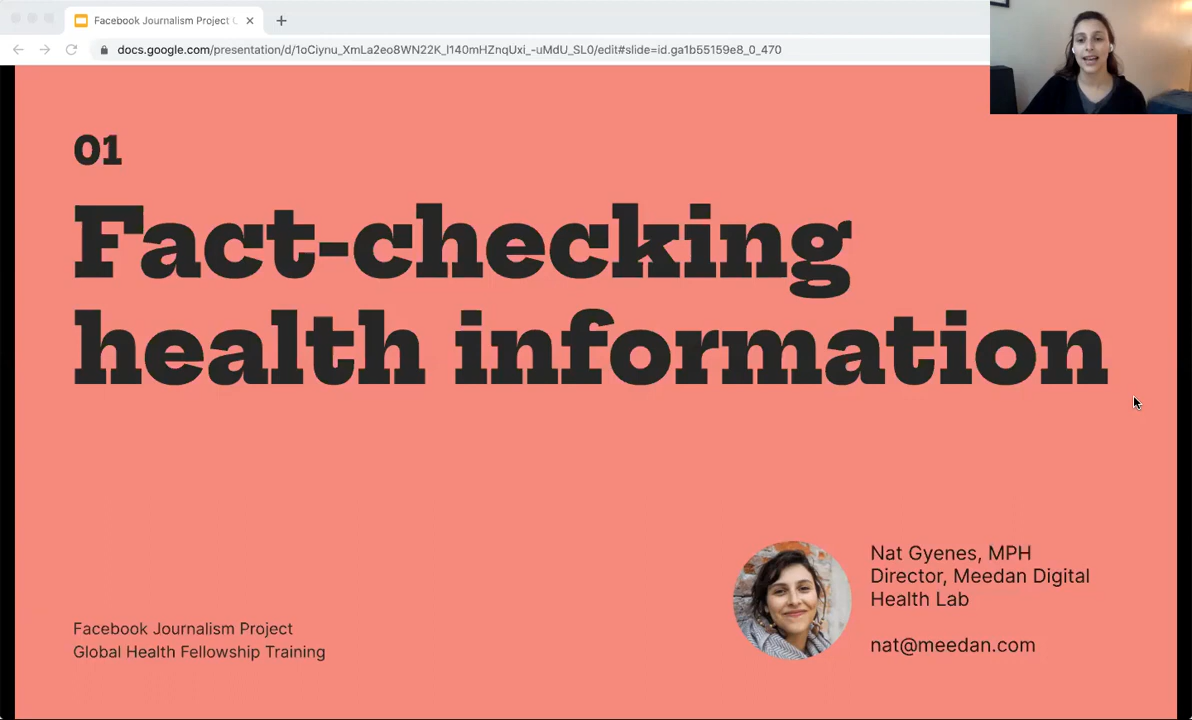 Facebook Journalism Project
docs.google.com/presentation/d/1oCiynu_XmLa2eo8WN22K_l140mHZnqUxi_-uMdU_SL0/edit#slide=id.ga1b55159e8_0_470
01
Fact-checking
health information
Nat Gyenes, MPH
Director, Meedan Digital
Health Lab
nat@meedan.com
Facebook Journalism Project
Global Health Fellowship Training